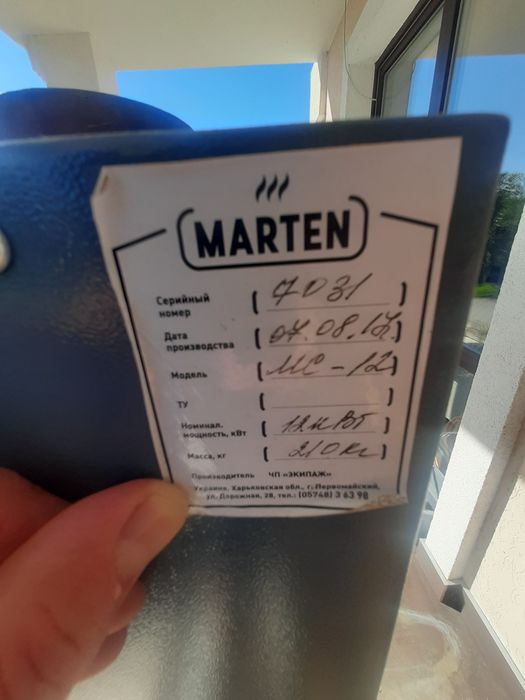 MARTEN
Серийный номер ( 7031 )
Дата производства ( 07.08.17. )
Модель ( МС-12 )
ТУ ( )
Номинал. мощность, кВт ( 12 кВт )
Масса, кг ( 210 кг )
Производитель ЧП «ЭКИПАЖ»
Украина, Харьковская обл., г. Первомайский,
ул. Дорожная, 28, тел.: (05748) 3 63 98